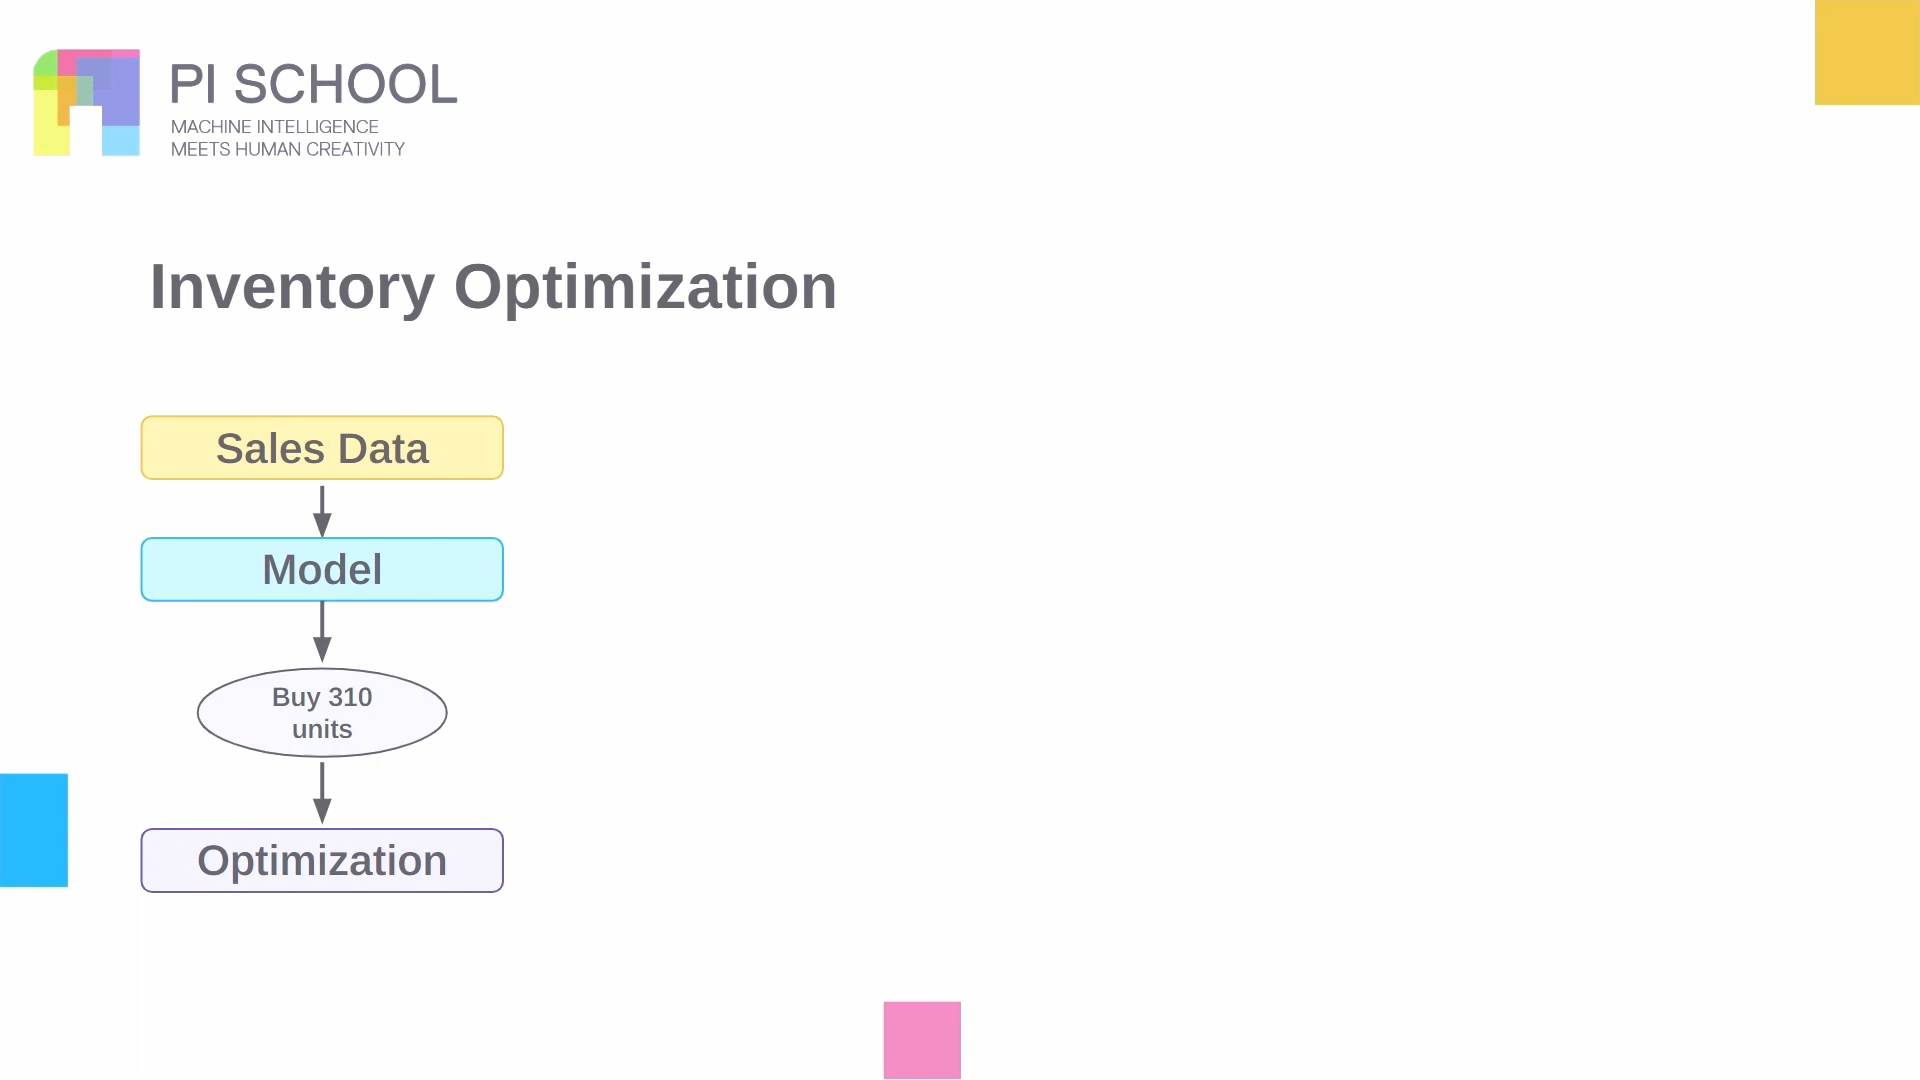 PI SCHOOL
MACHINE INTELLIGENCE
MEETS HUMAN CREATIVITY
Inventory Optimization
Sales Data
Model
Buy 310
units
Optimization